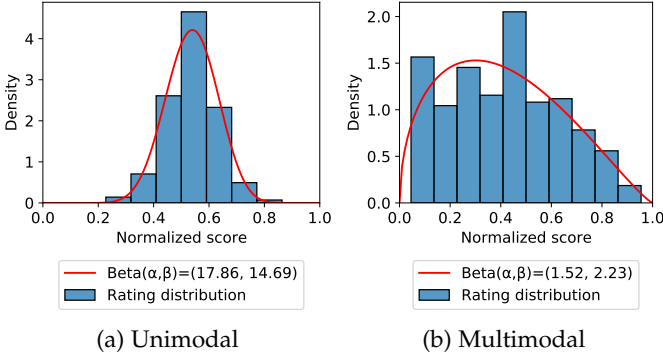 Density
4
3
2
1
0
0.0 0.2 0.4 0.6 0.8 1.0
Normalized score
Beta(α,β)=(17.86, 14.69)
Rating distribution
(a) Unimodal
Density
2.0
1.5
1.0
0.5
0.0
0.0 0.2 0.4 0.6 0.8 1.0
Normalized score
Beta(α,β)=(1.52, 2.23)
Rating distribution
(b) Multimodal